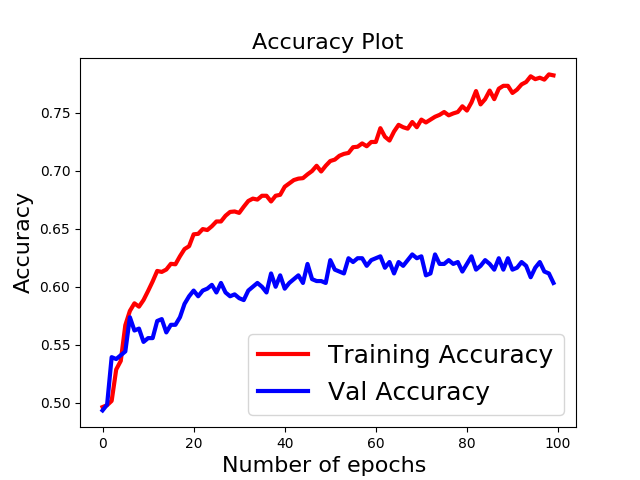 Accuracy Plot
Accuracy
0.75
0.70
0.65
0.60
0.55
0.50
Training Accuracy
Val Accuracy
0 20 40 60 80 100
Number of epochs